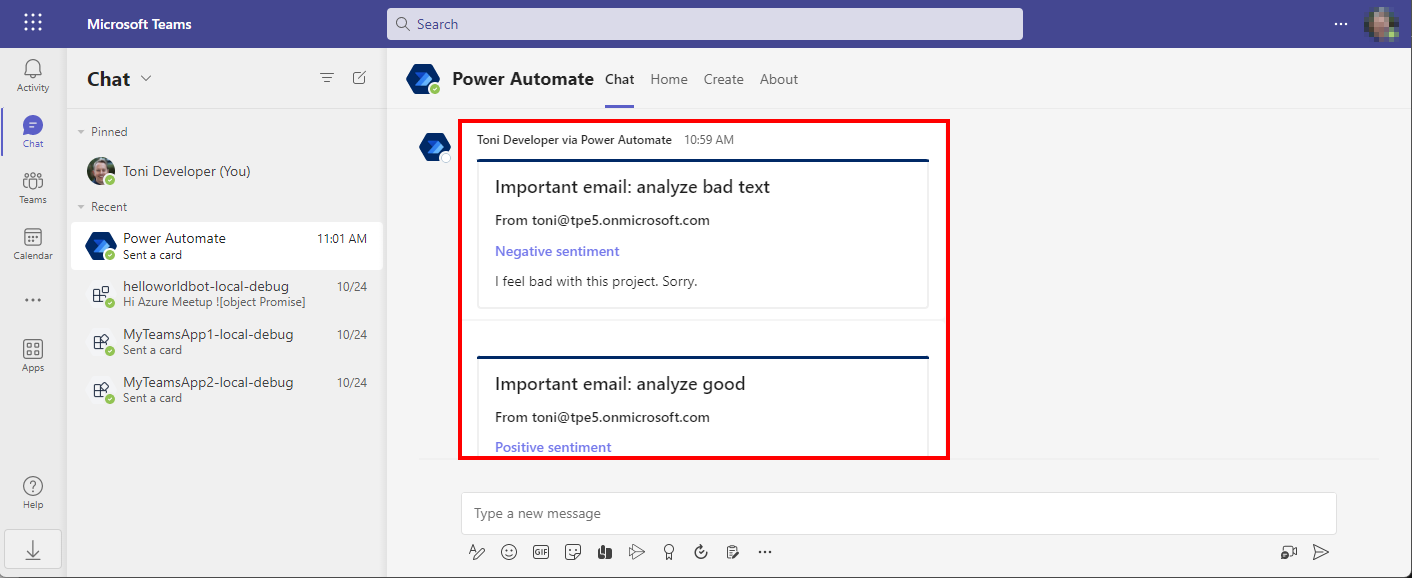 Microsoft Teams
Search
Activity
Chat
Teams
Calendar
Apps
Help
Chat
Pinned
Toni Developer (You)
Recent
Power Automate 11:01 AM
Sent a card
helloworldbot-local-debug 10/24
Hi Azure Meetup ![object Promise]
MyTeamsApp1-local-debug 10/24
Sent a card
MyTeamsApp2-local-debug 10/24
Sent a card
Power Automate Chat Home Create About
Toni Developer via Power Automate 10:59 AM
Important email: analyze bad text
From toni@tpe5.onmicrosoft.com
Negative sentiment
I feel bad with this project. Sorry.
Important email: analyze good
From toni@tpe5.onmicrosoft.com
Positive sentiment
Type a new message
GIF